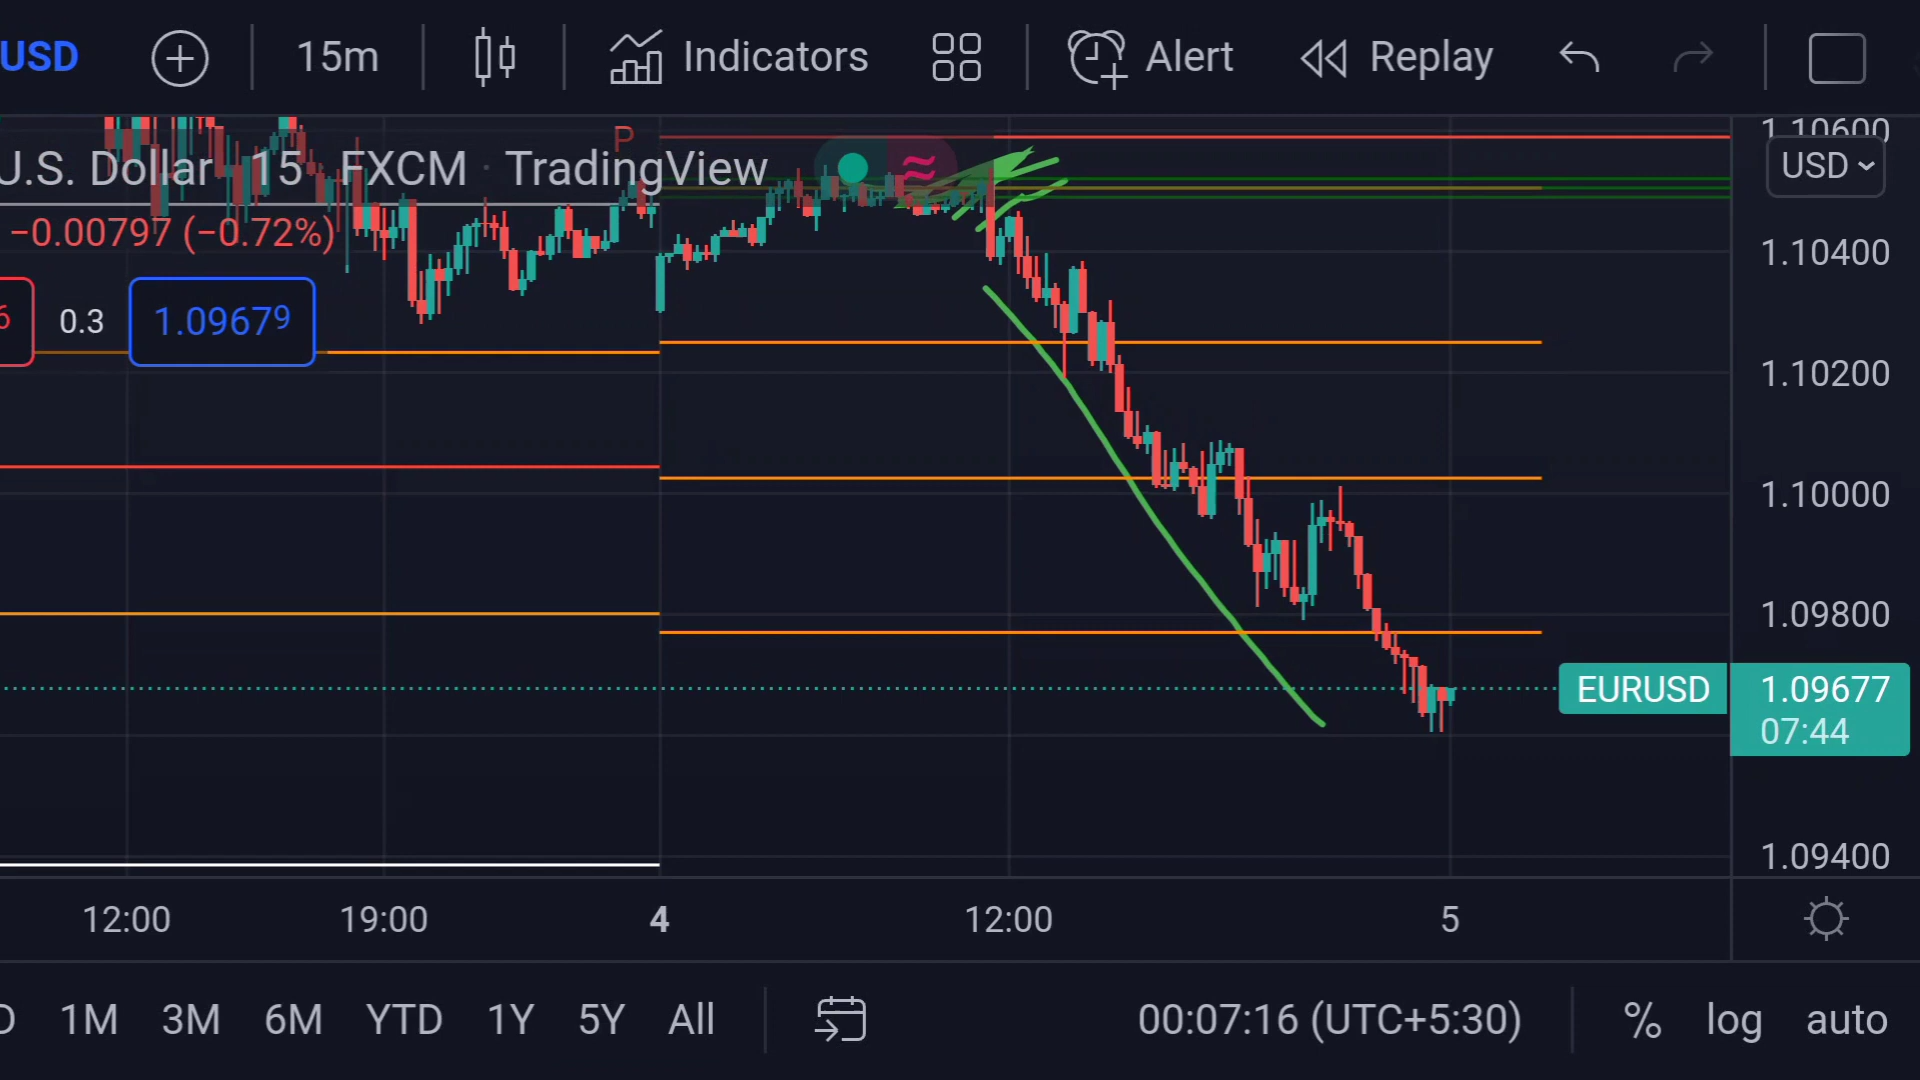 USD 15m Indicators Alert Replay
P
U.S. Dollar · 15 · FXCM · TradingView
−0.00797 (−0.72%)
6 0.3 1.09679
1.10600
USD
1.10400
1.10200
1.10000
1.09800
EURUSD 1.09677
07:44
1.09400
12:00 19:00 4 12:00 5
D 1M 3M 6M YTD 1Y 5Y All 00:07:16 (UTC+5:30) % log auto